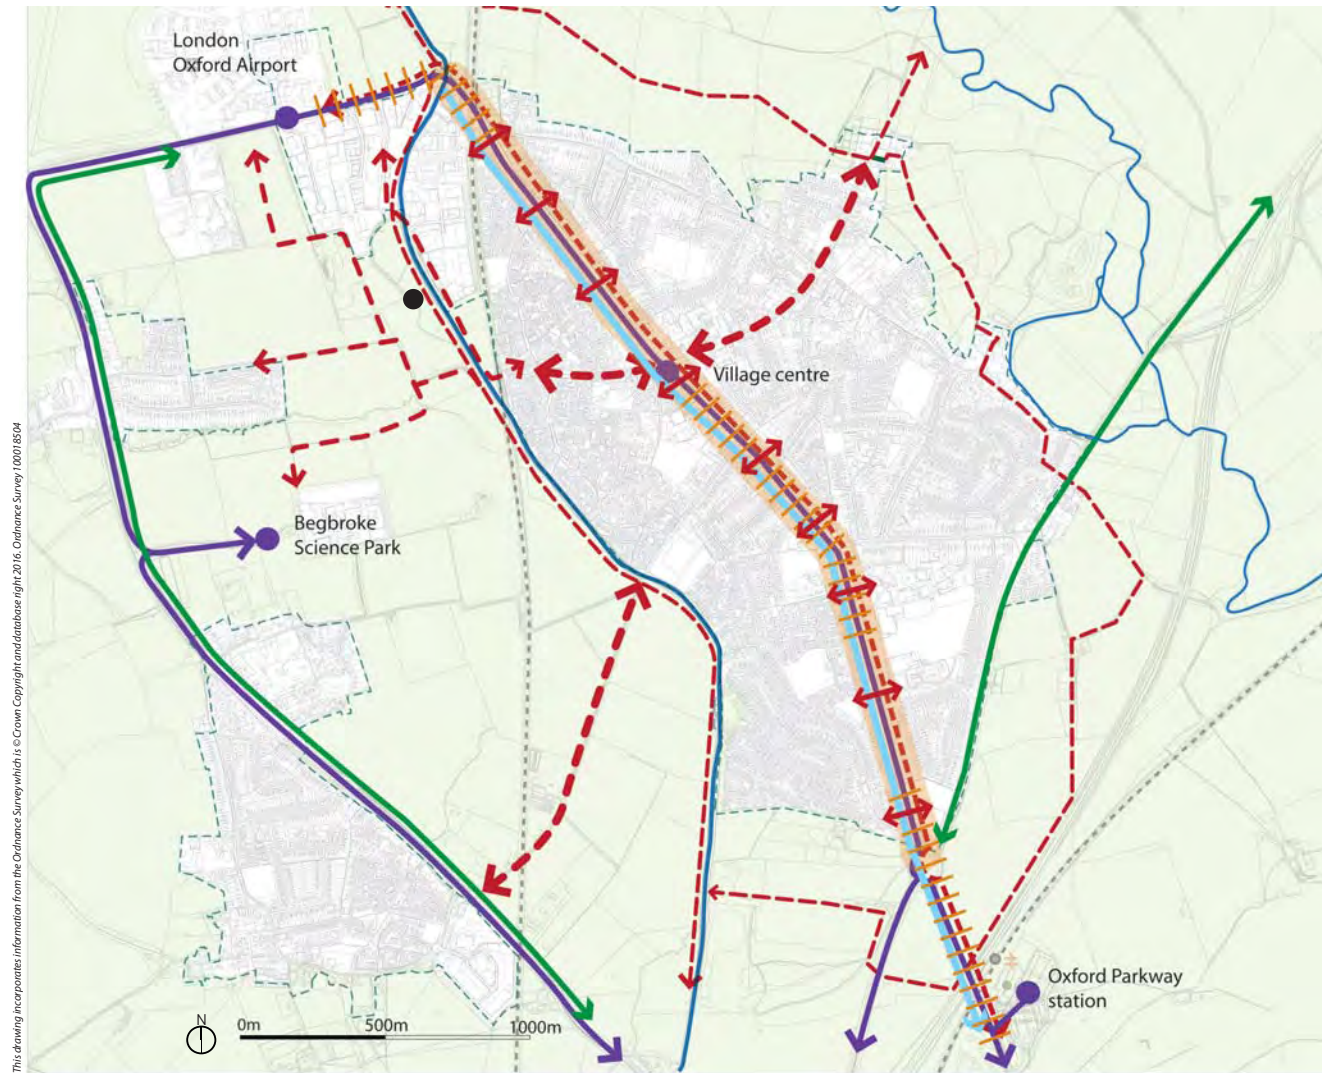 London
Oxford Airport
Village centre
Begbroke
Science Park
Oxford Parkway
station
N
0m 500m 1000m
This drawing incorporates information from the Ordnance Survey which is © Crown Copyright and database right 2016. Ordnance Survey 100018504